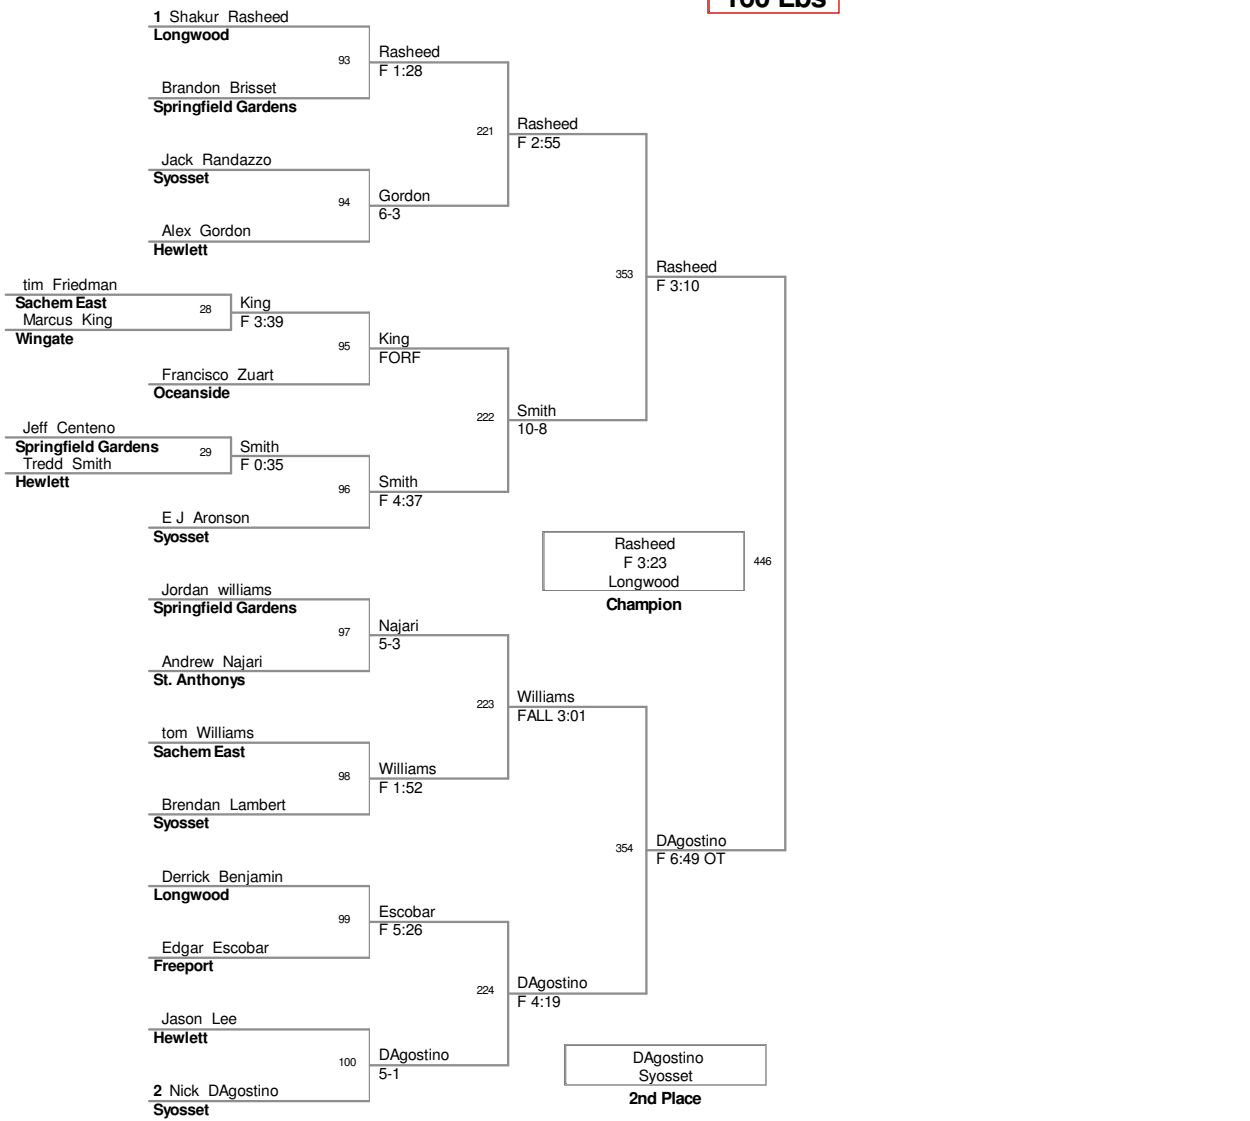 160 Lbs
1 Shakur Rasheed
Longwood
93
Rasheed
F 1:28
Brandon Brisset
Springfield Gardens
221
Rasheed
F 2:55
Jack Randazzo
Syosset
94
Gordon
6-3
Alex Gordon
Hewlett
353
Rasheed
F 3:10
tim Friedman
Sachem East
28
King
F 3:39
Marcus King
Wingate
95
King
FORF
Francisco Zuart
Oceanside
222
Smith
10-8
Jeff Centeno
Springfield Gardens
29
Smith
F 0:35
Tredd Smith
Hewlett
96
Smith
F 4:37
E J Aronson
Syosset
Rasheed
F 3:23
Longwood
446
Champion
Jordan williams
Springfield Gardens
97
Najari
5-3
Andrew Najari
St. Anthonys
223
Williams
FALL 3:01
tom Williams
Sachem East
98
Williams
F 1:52
Brendan Lambert
Syosset
354
DAgostino
F 6:49 OT
Derrick Benjamin
Longwood
99
Escobar
F 5:26
Edgar Escobar
Freeport
224
DAgostino
F 4:19
Jason Lee
Hewlett
100
DAgostino
5-1
2 Nick DAgostino
Syosset
DAgostino
Syosset
2nd Place